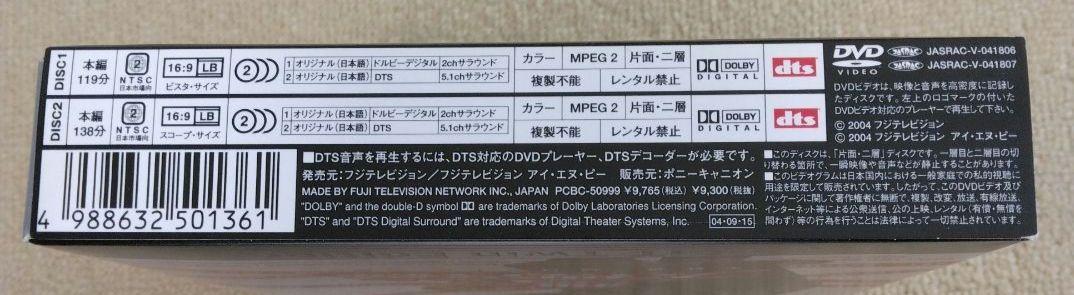 DISC1
本編
119分
2
NTSC
日本市場向
16:9 LB
ビスタ・サイズ
2
1 オリジナル(日本語) ドルビーデジタル 2chサラウンド
2 オリジナル(日本語) DTS 5.1chサラウンド
カラー MPEG 2 片面・二層
複製不能 レンタル禁止
DOLBY
DIGITAL
dts
DISC2
本編
138分
2
NTSC
日本市場向
16:9 LB
スコープ・サイズ
2
1 オリジナル(日本語) ドルビーデジタル 2chサラウンド
2 オリジナル(日本語) DTS 5.1chサラウンド
カラー MPEG 2 片面・二層
複製不能 レンタル禁止
DOLBY
DIGITAL
dts
DVD
VIDEO
JASRAC JASRAC-V-041806
JASRAC JASRAC-V-041807
DVDビデオは、映像と音声を高密度に記録し
たディスクです。左上のロゴマークの付いた
DVDビデオ対応のプレーヤーで再生して下さい。
© 2004 フジテレビジョン
© 2004 フジテレビジョン アイ・エヌ・ピー
4 988632 501361
■DTS音声を再生するには、DTS対応のDVDプレーヤー、DTSデコーダーが必要です。
発売元:フジテレビジョン/フジテレビジョン アイ・エヌ・ピー 販売元:ポニーキャニオン
MADE BY FUJI TELEVISION NETWORK INC., JAPAN PCBC-50999 ¥9,765(税込) ¥9,300(税抜)
"DOLBY" and the double-D symbol are trademarks of Dolby Laboratories Licensing Corporation.
"DTS" and "DTS Digital Surround" are trademarks of Digital Theater Systems, Inc. 04・09・15
■このディスクは、「片面・二層」ディスクです。一層目と二層目の切
り替わる箇所で、一瞬映像や音声などが静止することがあります。
■このビデオグラムは日本国内における一般家庭での私的視聴に
用途を限定して販売されています。したがって、このDVDビデオ及び
パッケージに関して著作権者に無断で、複製、改変、放送、有線放送、
インターネット等による公衆送信、公の上映、レンタル(有償・無償を
問わず)等の行為を行うことは法律によって一切禁止されています。